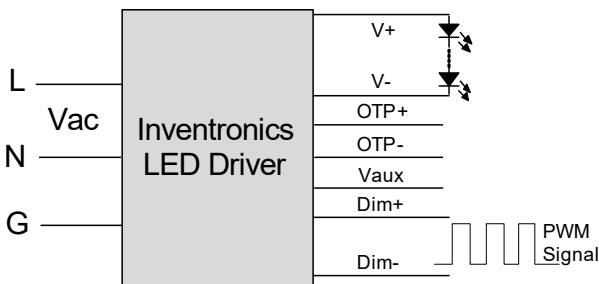 L
Vac
N
G
Inventronics
LED Driver
V+
V-
OTP+
OTP-
Vaux
Dim+
Dim-
PWM
Signal